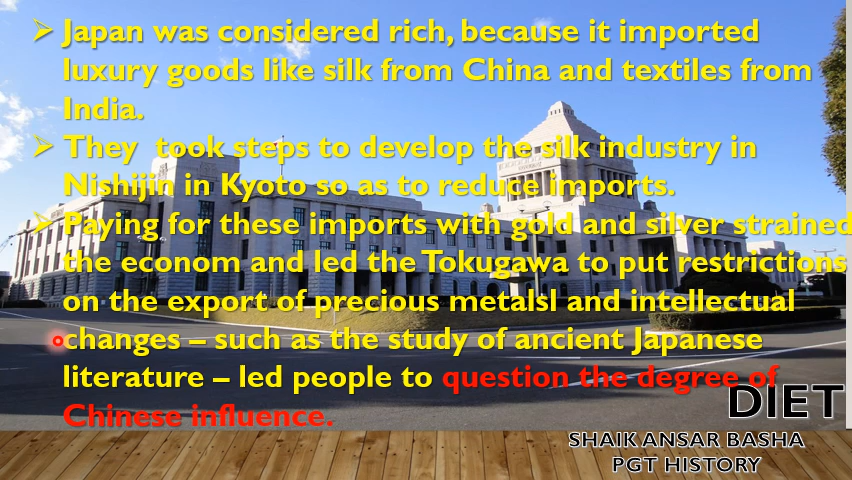 ➢ Japan was considered rich, because it imported
luxury goods like silk from China and textiles from
India.
➢ They took steps to develop the silk industry in
Nishijin in Kyoto so as to reduce imports.
➢ Paying for these imports with gold and silver strained
the econom and led the Tokugawa to put restrictions
on the export of precious metalsl and intellectual
changes – such as the study of ancient Japanese
literature – led people to question the degree of
Chinese influence.
DIET
SHAIK ANSAR BASHA
PGT HISTORY